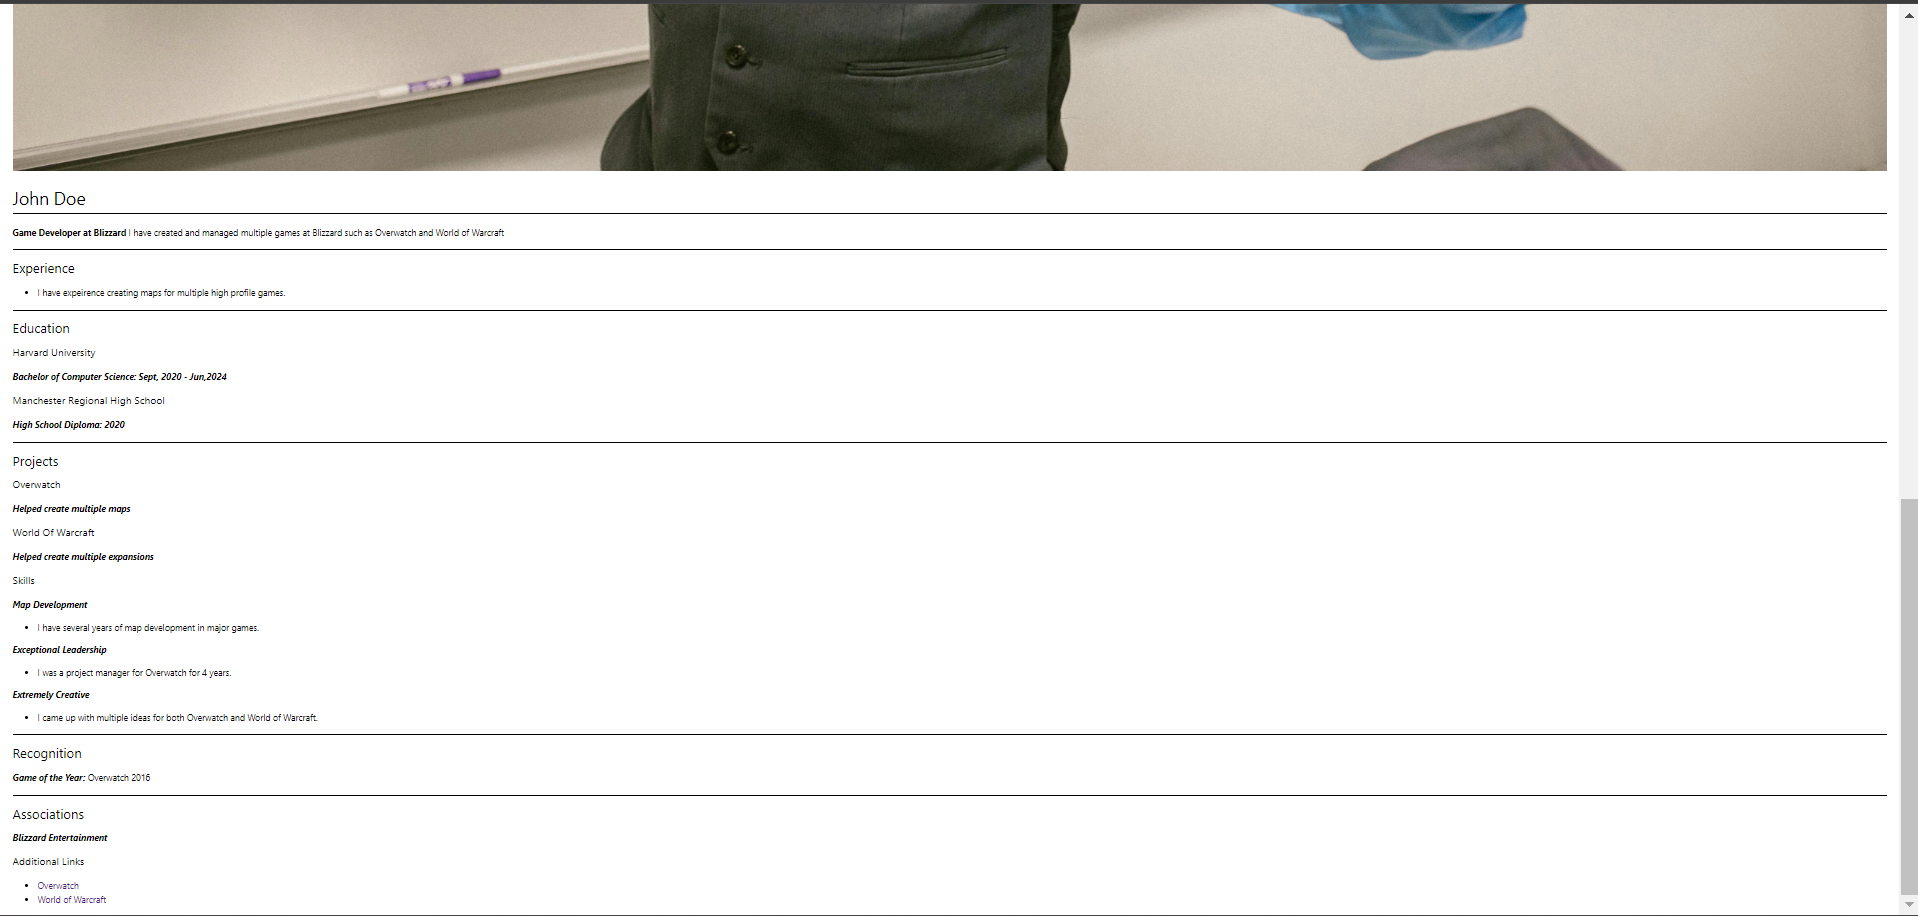 John Doe
Game Developer at Blizzard I have created and managed multiple games at Blizzard such as Overwatch and World of Warcraft
Experience
• I have expeirence creating maps for multiple high profile games.
Education
Harvard University
Bachelor of Computer Science: Sept, 2020 - Jun,2024
Manchester Regional High School
High School Diploma: 2020
Projects
Overwatch
Helped create multiple maps
World Of Warcraft
Helped create multiple expansions
Skills
Map Development
• I have several years of map development in major games.
Exceptional Leadership
• I was a project manager for Overwatch for 4 years.
Extremely Creative
• I came up with multiple ideas for both Overwatch and World of Warcraft.
Recognition
Game of the Year: Overwatch 2016
Associations
Blizzard Entertainment
Additional Links
• Overwatch
• World of Warcraft